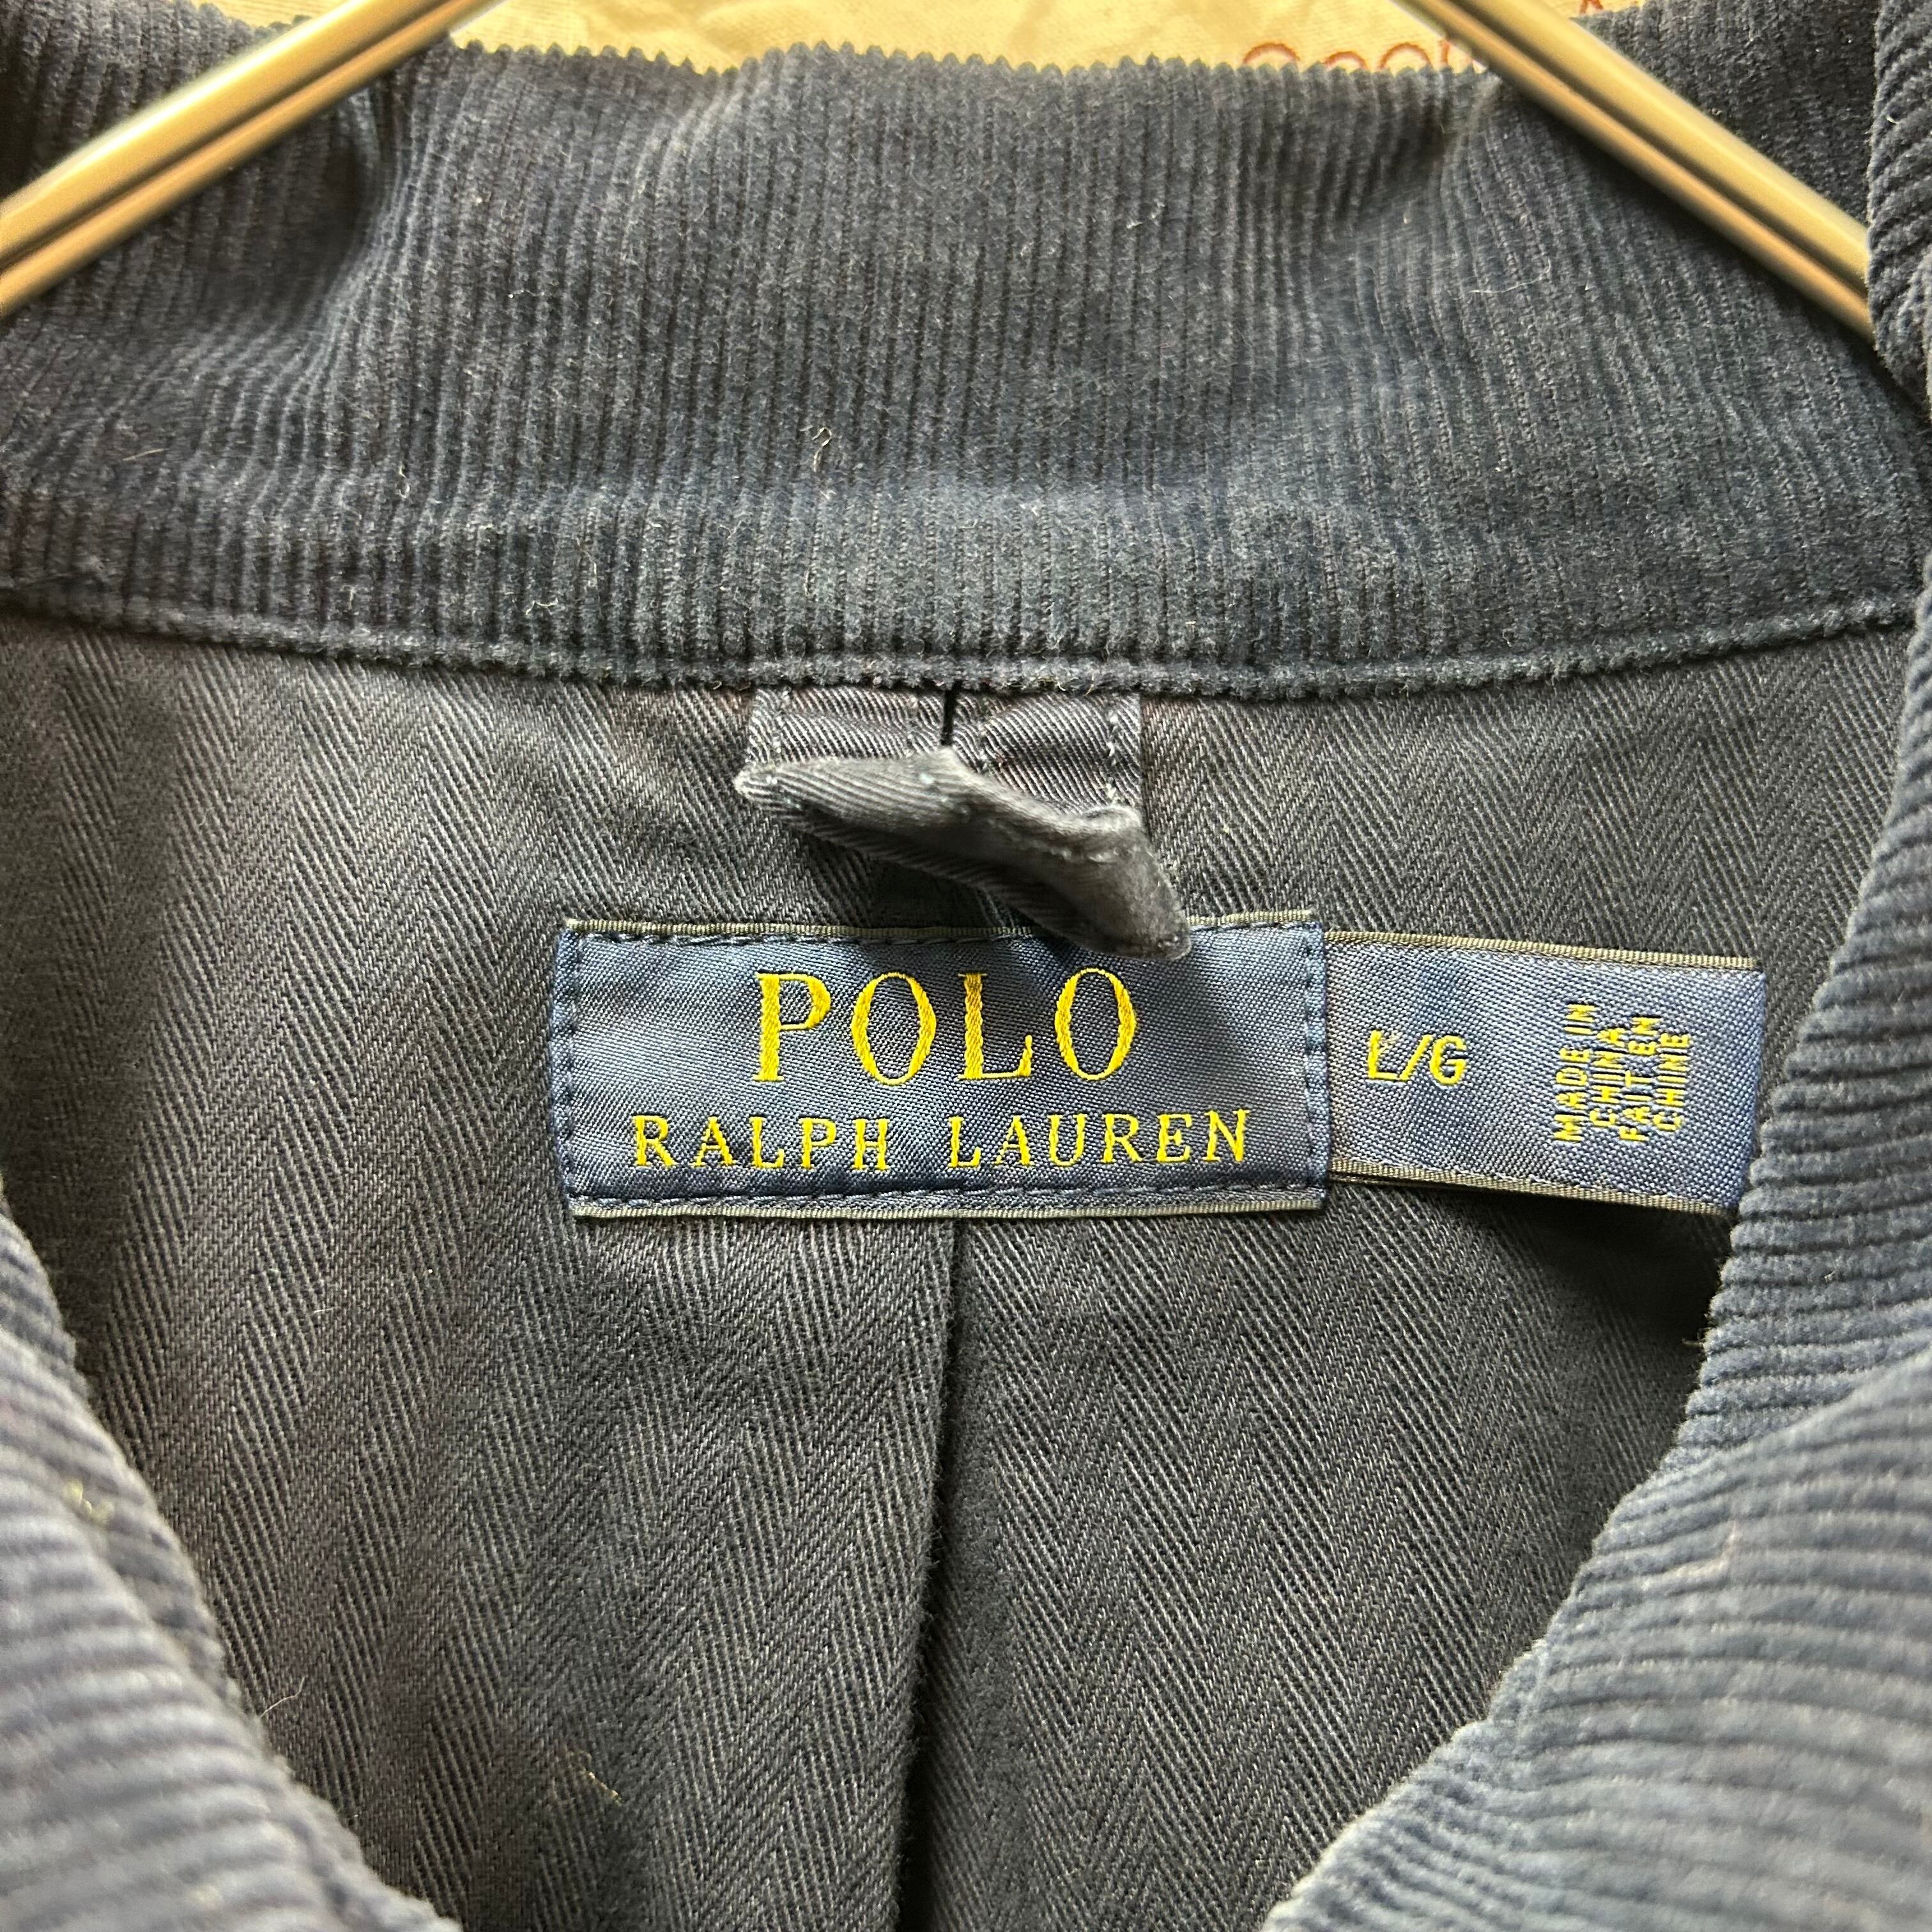 POLO
RALPH LAUREN
L/G
MADE IN
CHINA
FAIT EN
CHINE